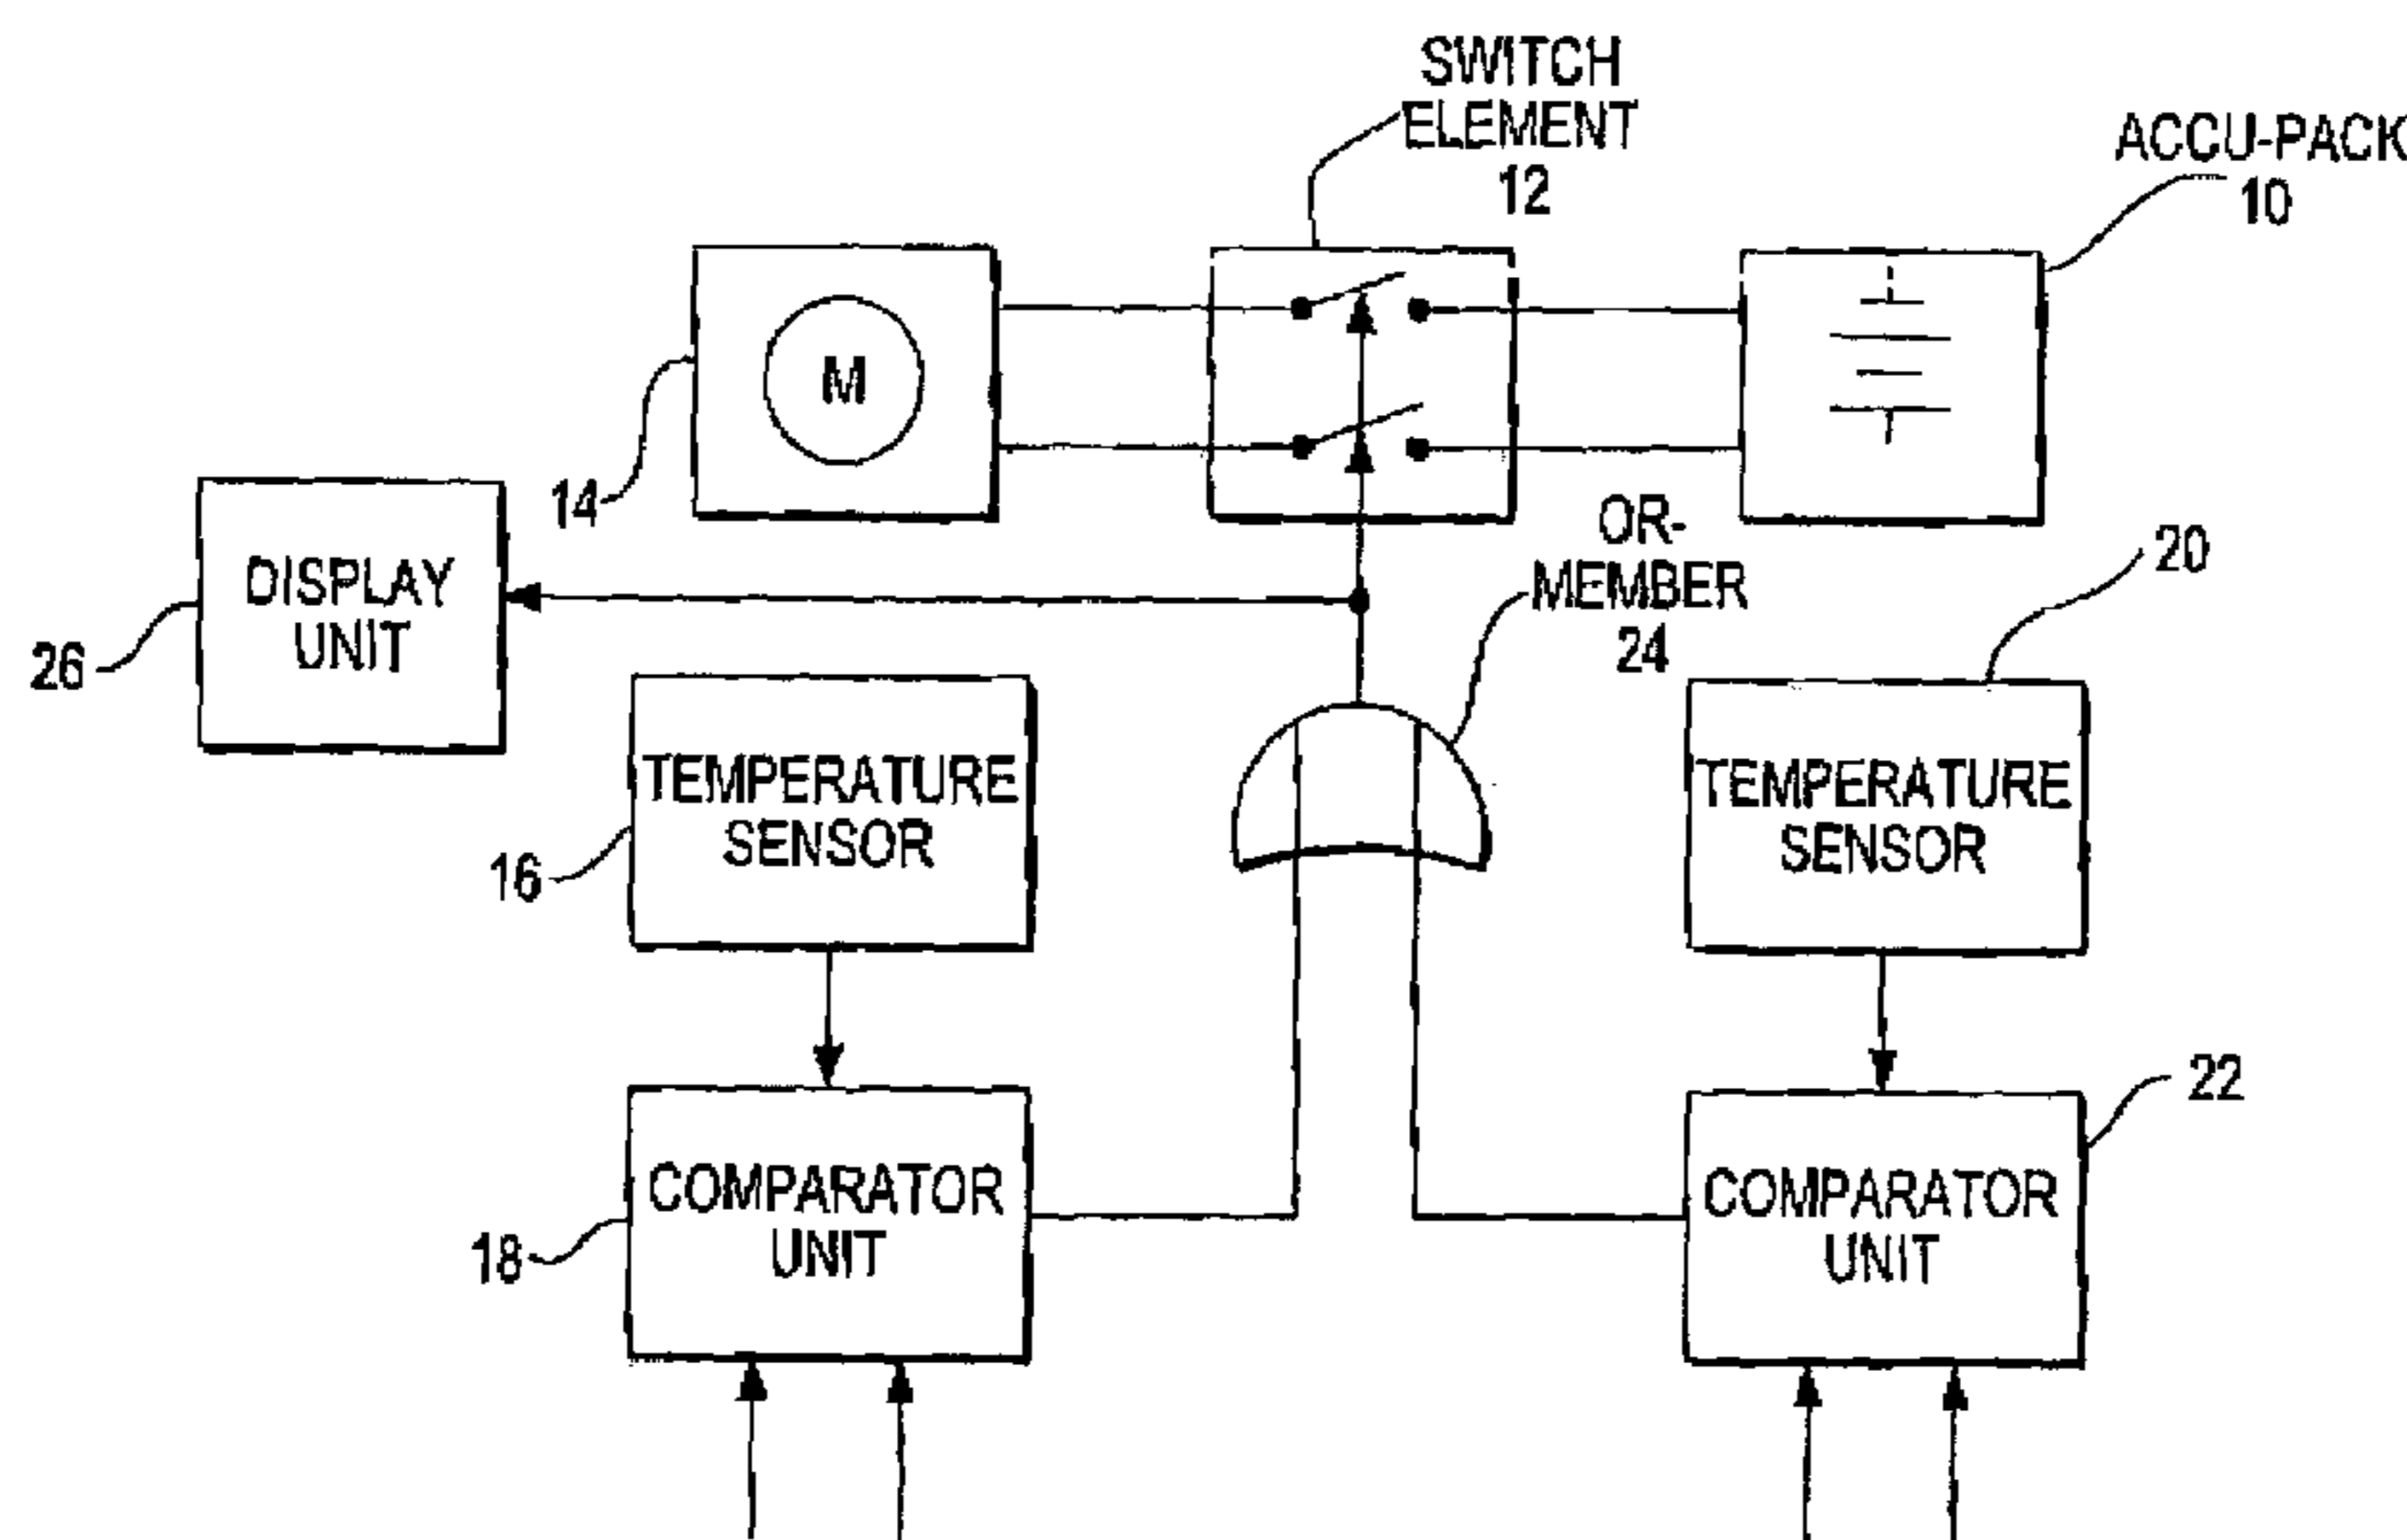 SWITCH
ELEMENT
12
ACCU-PACK
10
M
14
OR-
MEMBER
24
20
DISPLAY
UNIT
26
TEMPERATURE
SENSOR
16
TEMPERATURE
SENSOR
22
COMPARATOR
UNIT
18
COMPARATOR
UNIT